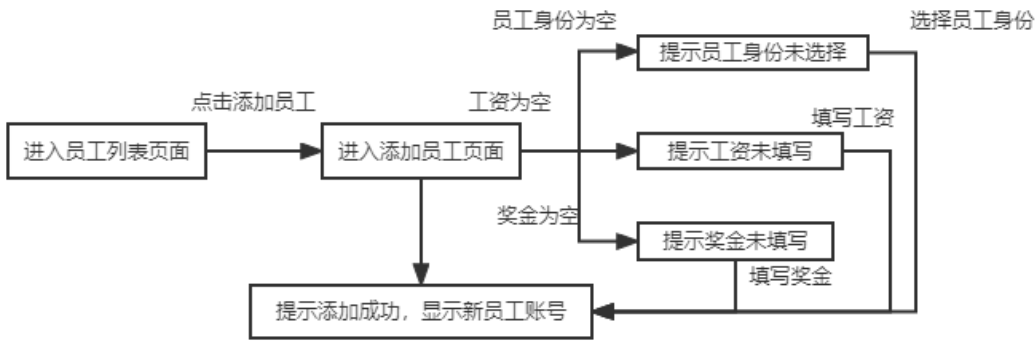 员工身份为空
选择员工身份
提示员工身份未选择
点击添加员工
工资为空
填写工资
进入员工列表页面
进入添加员工页面
提示工资未填写
奖金为空
提示奖金未填写
填写奖金
提示添加成功，显示新员工账号